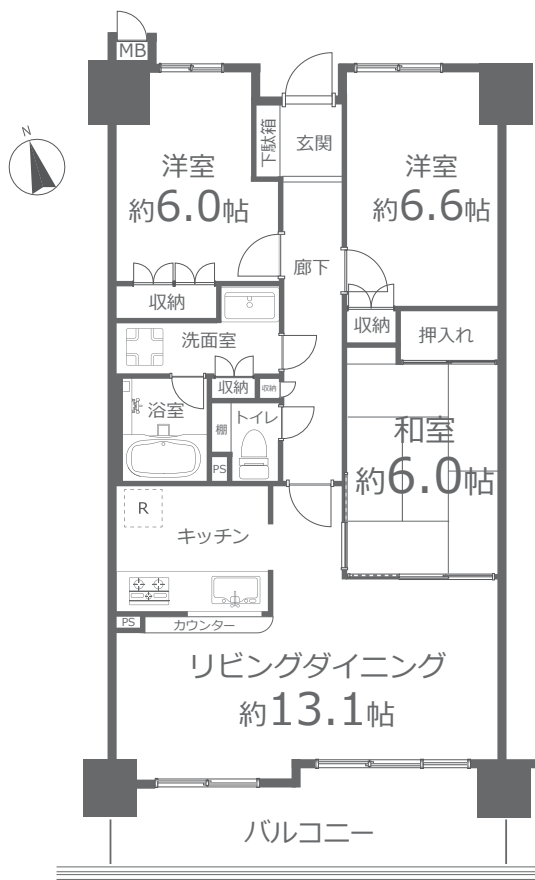 MB
N
下駄箱
玄関
洋室
約6.0帖
洋室
約6.6帖
廊下
収納
収納
押入れ
洗面室
収納
収納
浴室
棚
トイレ
PS
和室
約6.0帖
R
キッチン
PS
カウンター
リビングダイニング
約13.1帖
バルコニー